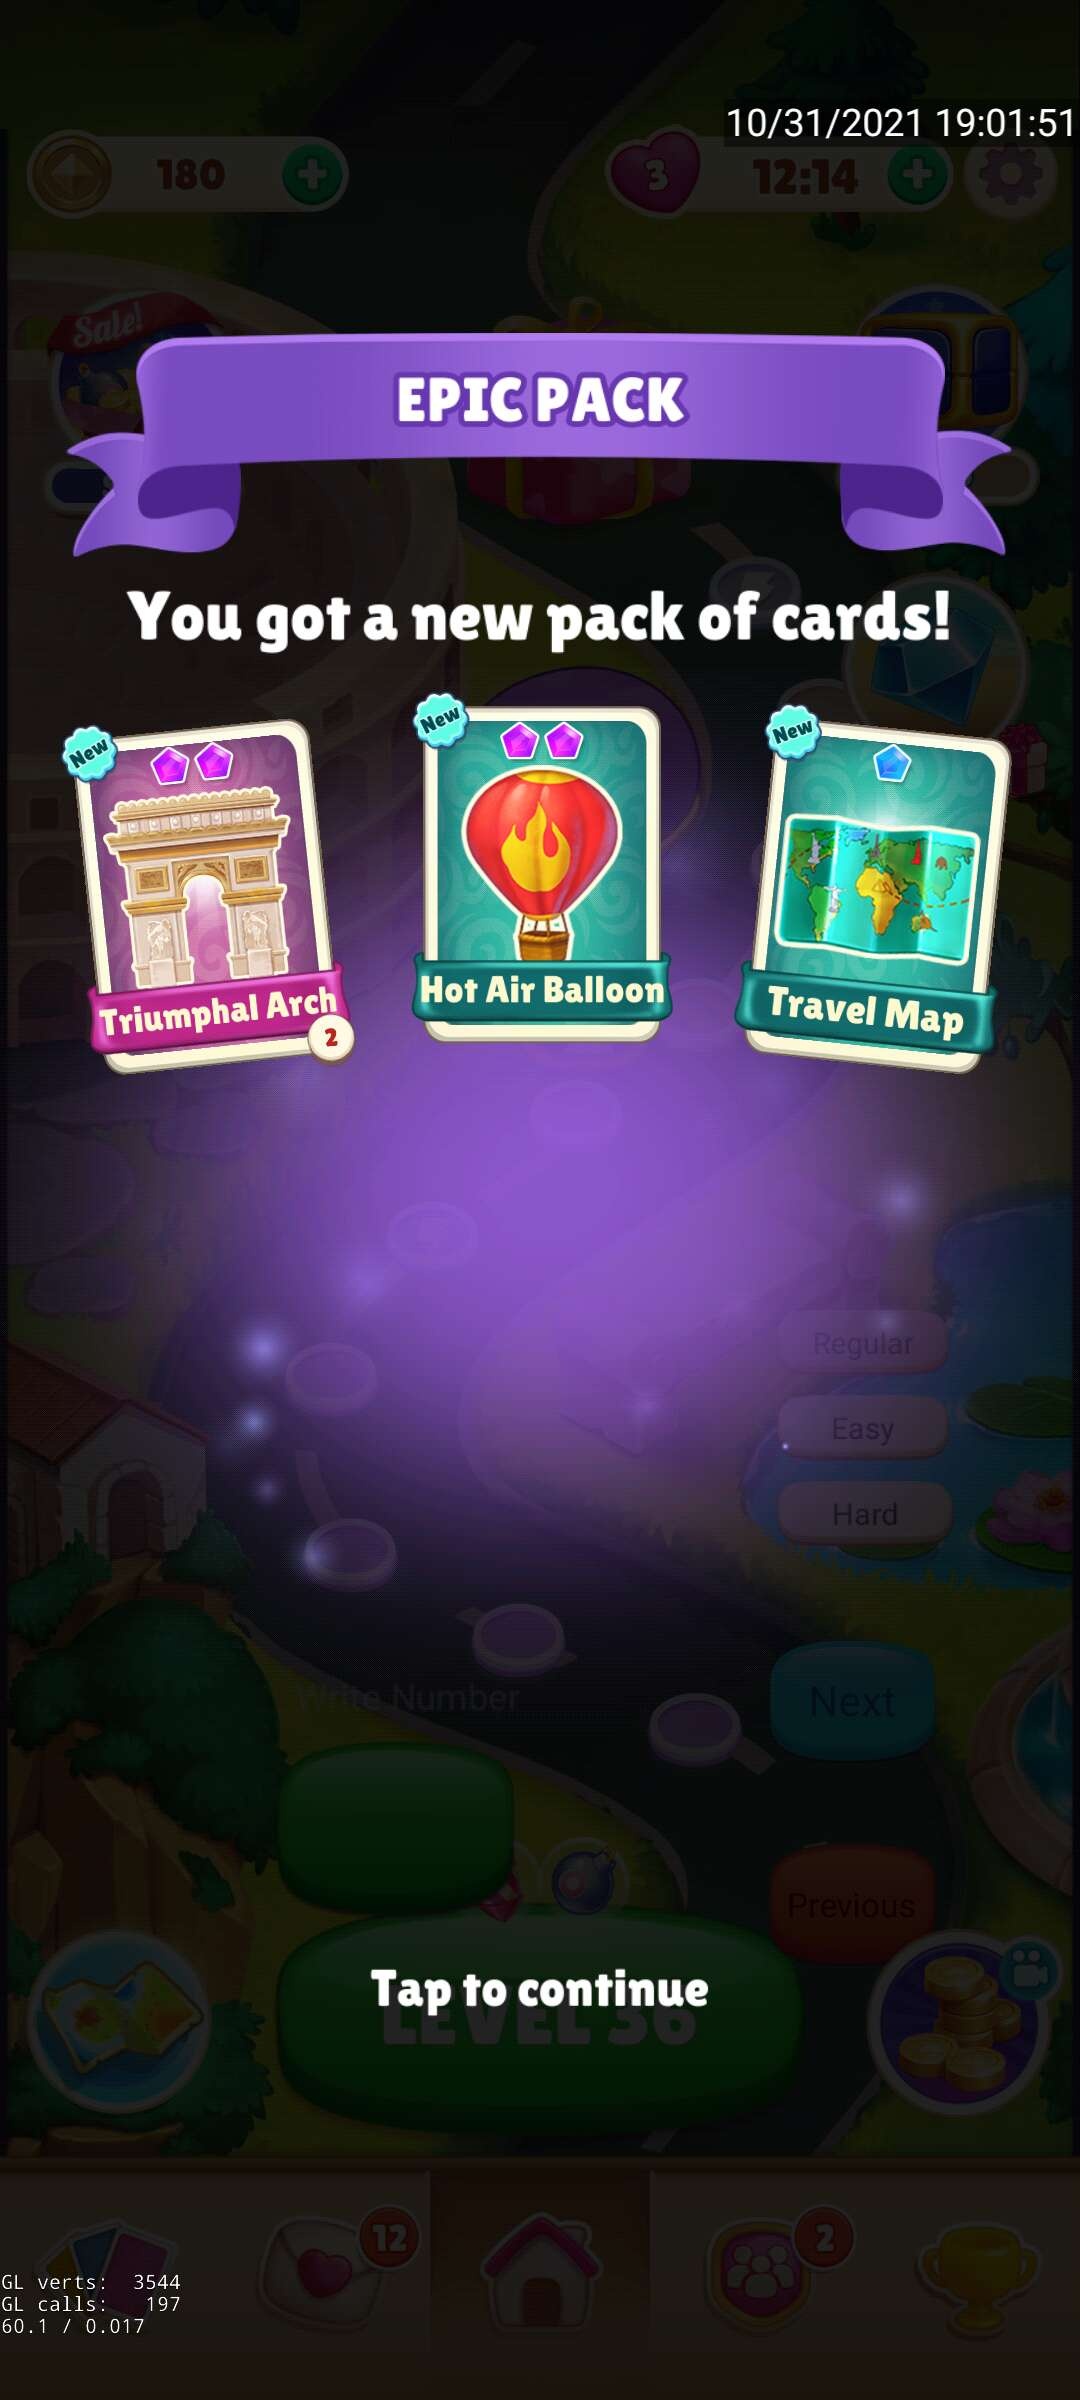 10/31/2021 19:01:51
180
3
12:14
Sale!
EPIC PACK
You got a new pack of cards!
New
New
New
Triumphal Arch
2
Hot Air Balloon
Travel Map
Regular
Easy
Hard
Write Number
Next
Previous
Tap to continue
LEVEL 36
12
2
GL verts: 3544
GL calls: 197
60.1 / 0.017